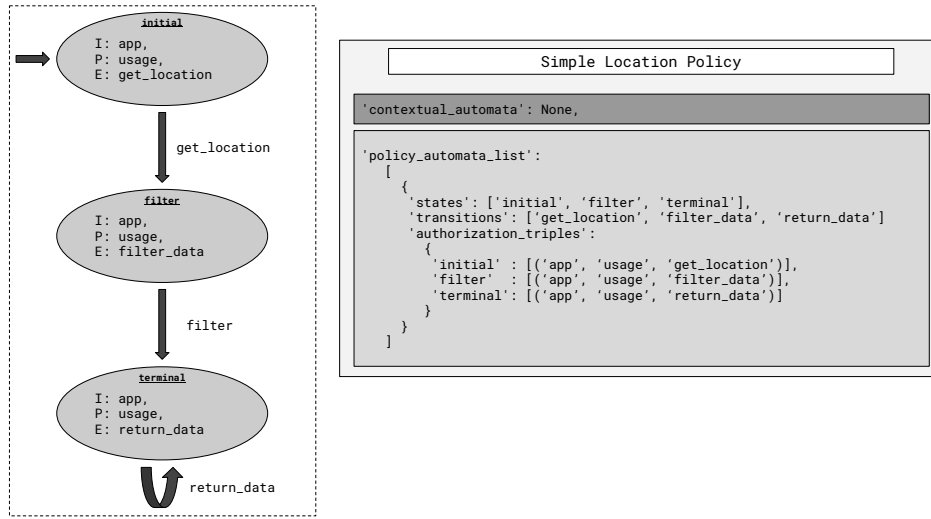 initial
I: app,
P: usage,
E: get_location
get_location
filter
I: app,
P: usage,
E: filter_data
filter
terminal
I: app,
P: usage,
E: return_data
return_data
Simple Location Policy
'contextual_automata': None,
'policy_automata_list':
[
{
'states': ['initial', ‘filter’, 'terminal'],
'transitions': ['get_location', ‘filter_data’, ‘return_data’]
'authorization_triples':
{
'initial' : [(‘app’, ‘usage’, ‘get_location’)],
'filter' : [(‘app’, ‘usage’, ‘filter_data’)],
'terminal': [(‘app’, ‘usage’, ‘return_data’)]
}
}
]